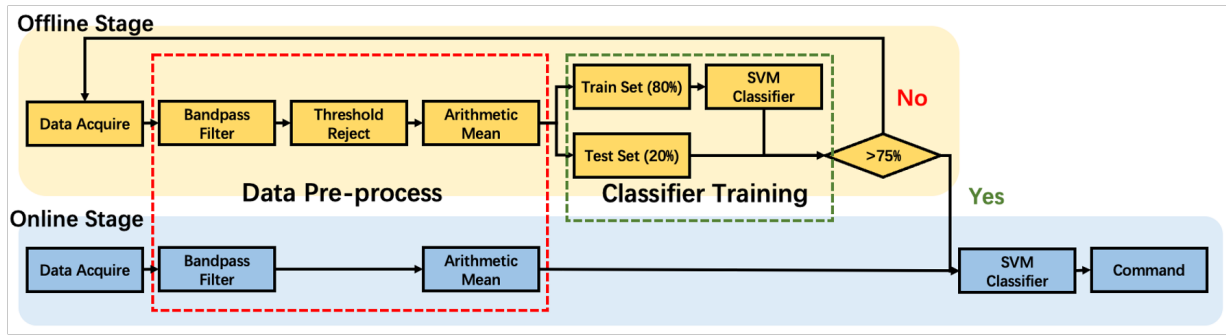 Offline Stage
Data Acquire
Bandpass
Filter
Threshold
Reject
Arithmetic
Mean
Train Set (80%)
SVM
Classifier
Test Set (20%)
>75%
No
Data Pre-process
Classifier Training
Yes
Online Stage
Data Acquire
Bandpass
Filter
Arithmetic
Mean
SVM
Classifier
Command